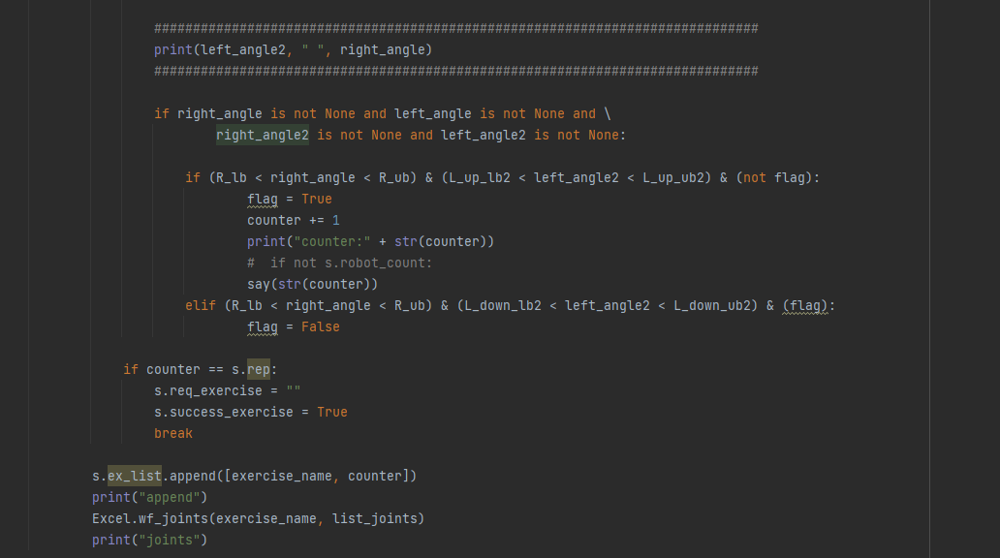 ##############################################################################
print(left_angle2, " ", right_angle)
##############################################################################
if right_angle is not None and left_angle is not None and \
right_angle2 is not None and left_angle2 is not None:
if (R_lb < right_angle < R_ub) & (L_up_lb2 < left_angle2 < L_up_ub2) & (not flag):
flag = True
counter += 1
print("counter:" + str(counter))
#  if not s.robot_count:
say(str(counter))
elif (R_lb < right_angle < R_ub) & (L_down_lb2 < left_angle2 < L_down_ub2) & (flag):
flag = False
if counter == s.rep:
s.req_exercise = ""
s.success_exercise = True
break
s.ex_list.append([exercise_name, counter])
print("append")
Excel.wf_joints(exercise_name, list_joints)
print("joints")